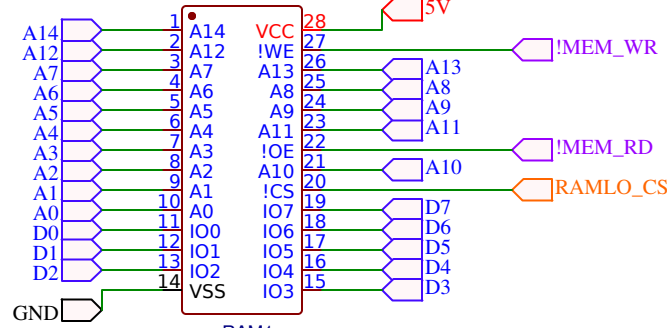 5V
A14 1 A14 VCC 28
A12 2 A12 !WE 27 !MEM_WR
A7 3 A7 A13 26 A13
A6 4 A6 A8 25 A8
A5 5 A5 A9 24 A9
A4 6 A4 A11 23 A11
A3 7 A3 !OE 22 !MEM_RD
A2 8 A2 A10 21 A10
A1 9 A1 !CS 20 RAMLO_CS
A0 10 A0 IO7 19 D7
D0 11 IO0 IO6 18 D6
D1 12 IO1 IO5 17 D5
D2 13 IO2 IO4 16 D4
GND 14 VSS IO3 15 D3